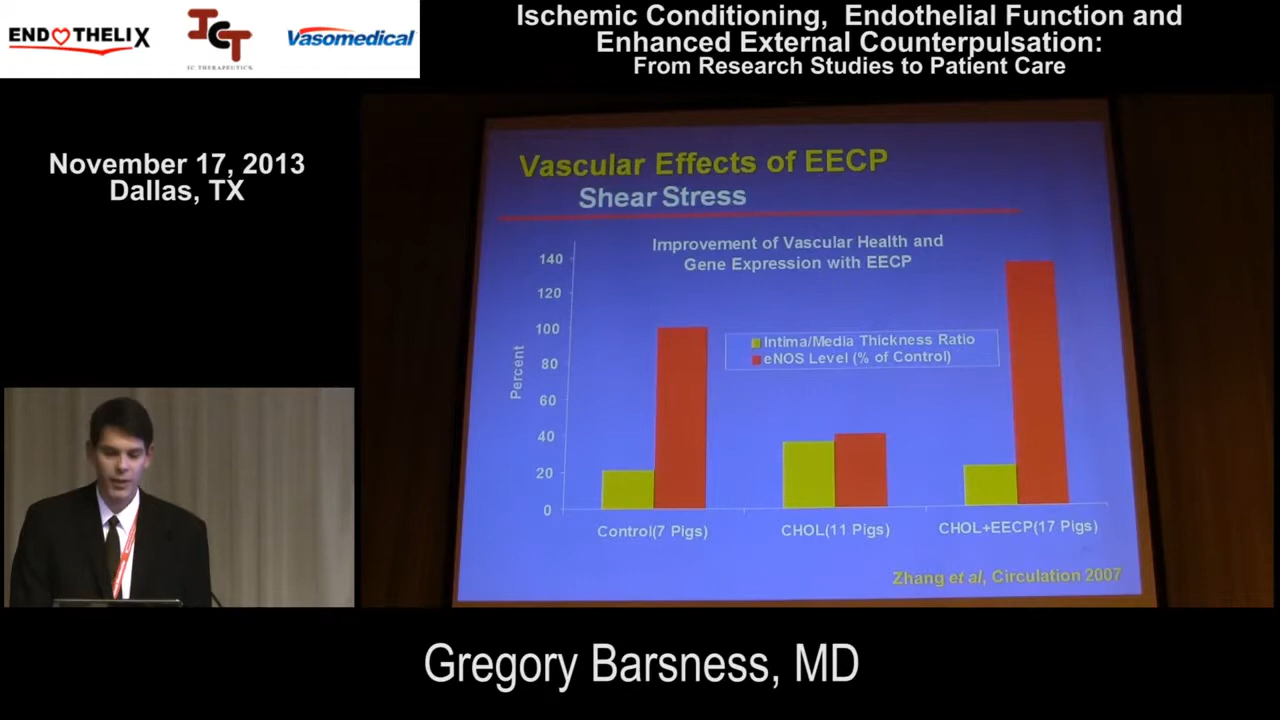 ENDOTHELIX
ICT
IC THERAPEUTICS
Vasomedical
Ischemic Conditioning, Endothelial Function and
Enhanced External Counterpulsation:
From Research Studies to Patient Care
November 17, 2013
Dallas, TX
Vascular Effects of EECP
Shear Stress
Improvement of Vascular Health and
Gene Expression with EECP
Percent
140
120
100
80
60
40
20
0
Intima/Media Thickness Ratio
eNOS Level (% of Control)
Control(7 Pigs)
CHOL(11 Pigs)
CHOL+EECP(17 Pigs)
Zhang et al, Circulation 2007
Gregory Barsness, MD